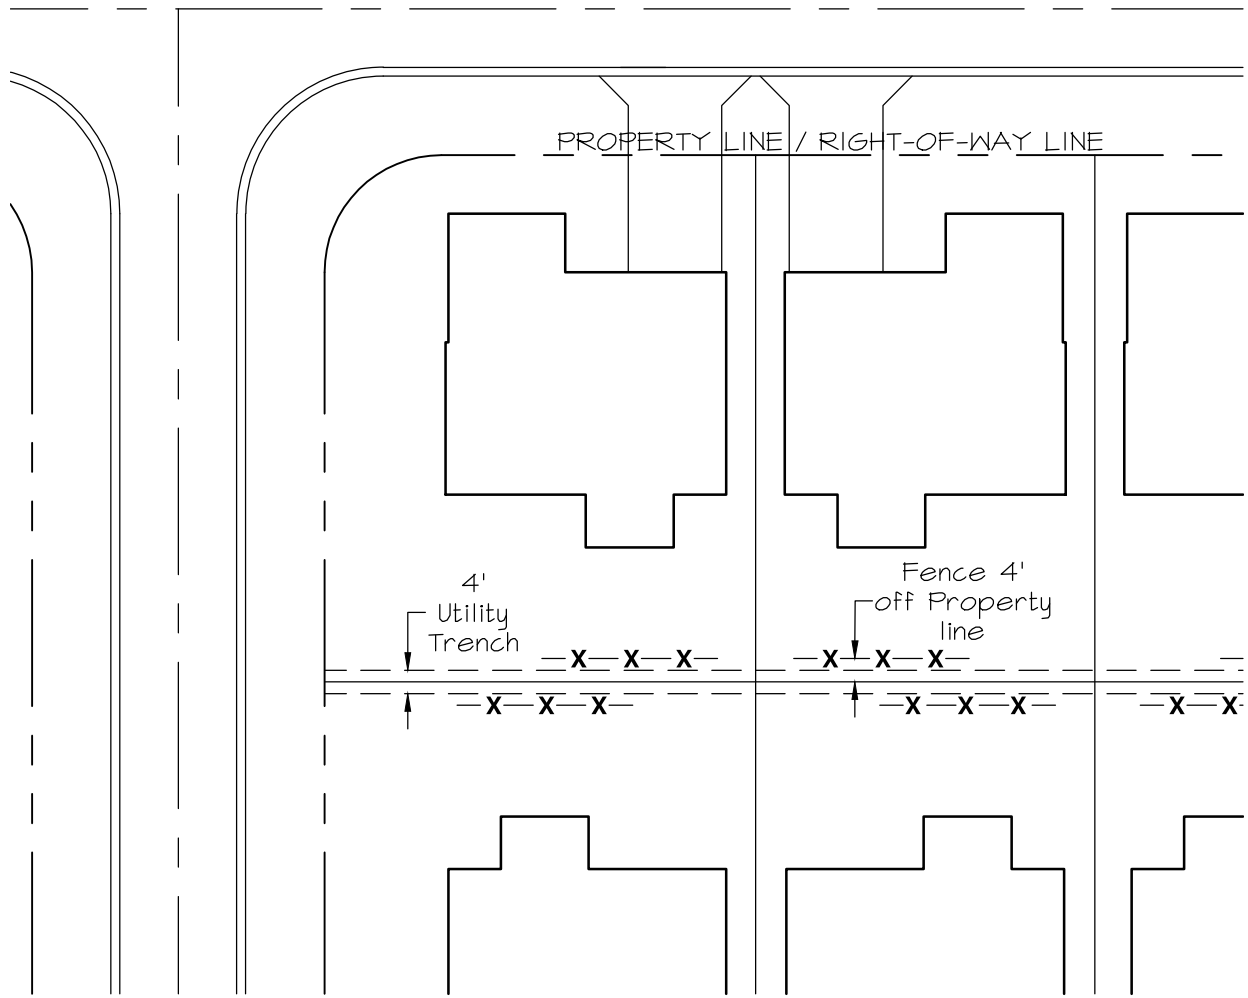 PROPERTY LINE / RIGHT-OF-WAY LINE
4'
Utility
Trench
Fence 4'
off Property
line
X X X
X X X
X X X
X X X
X X